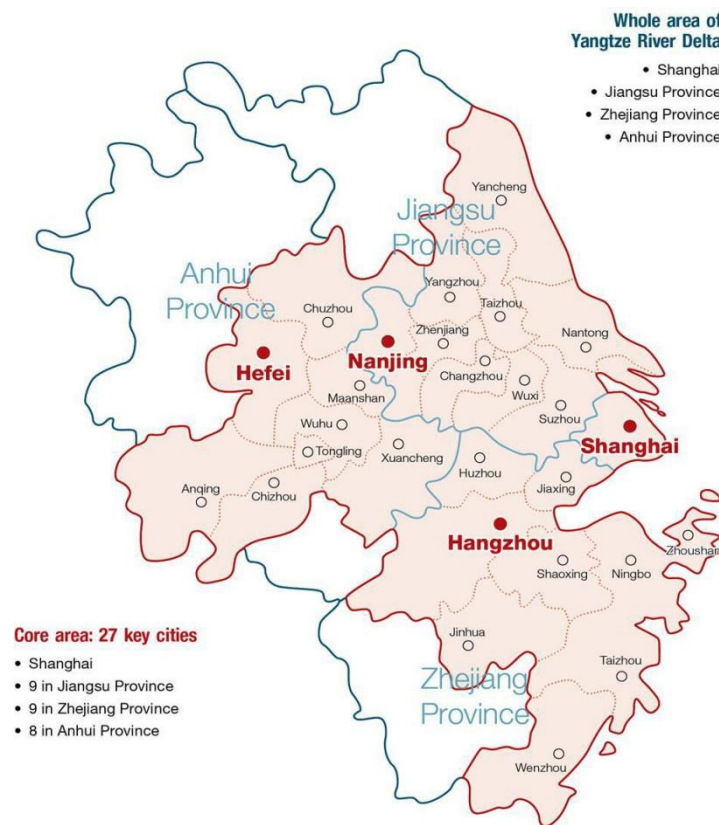 Whole area of
Yangtze River Delta
• Shanghai
• Jiangsu Province
• Zhejiang Province
• Anhui Province
Yancheng
Jiangsu
Province
Anhui
Province
Yangzhou
Taizhou
Chuzhou
Zhenjiang
Nantong
Nanjing
Hefei
Changzhou
Maanshan
Wuxi
Suzhou
Wuhu
Shanghai
Tongling
Xuancheng
Huzhou
Chizhou
Jiaxing
Anqing
Hangzhou
Zhoushan
Shaoxing
Ningbo
Core area: 27 key cities
• Shanghai
• 9 in Jiangsu Province
• 9 in Zhejiang Province
• 8 in Anhui Province
Jinhua
Zhejiang
Province
Taizhou
Wenzhou